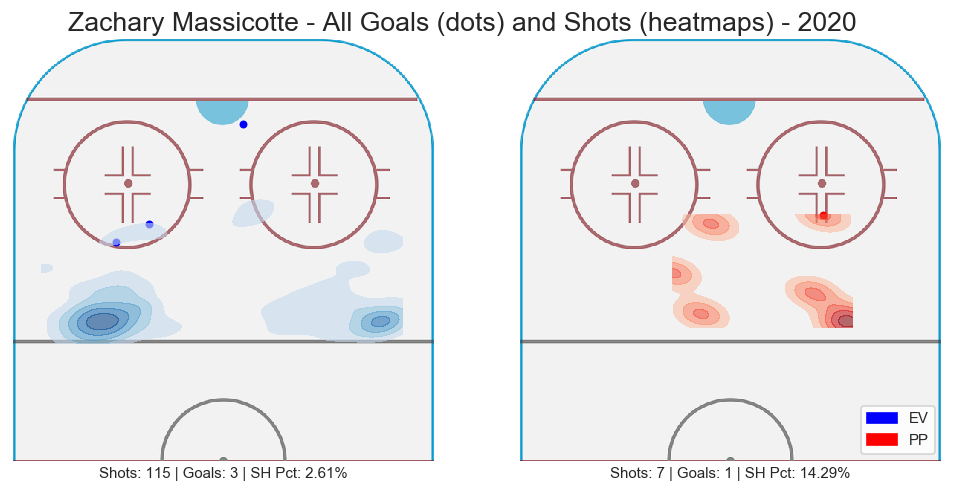 Zachary Massicotte - All Goals (dots) and Shots (heatmaps) - 2020
EV
PP
Shots: 115 | Goals: 3 | SH Pct: 2.61%
Shots: 7 | Goals: 1 | SH Pct: 14.29%